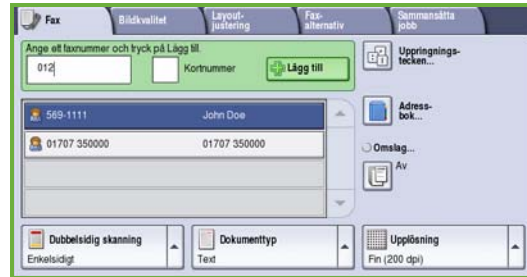 Fax
Bildkvalitet
Layout-
justering
Fax-
alternativ
Sammansätta
jobb
Ange ett faxnummer och tryck på Lägg till.
012
Kortnummer
Lägg till
Uppringnings-
tecken...
569-1111 John Doe
01707 350000 01707 350000
Adress-
bok...
Omslag...
Av
Dubbelsidig skanning
Enkelsidigt
Dokumenttyp
Text
Upplösning
Fin (200 dpi)